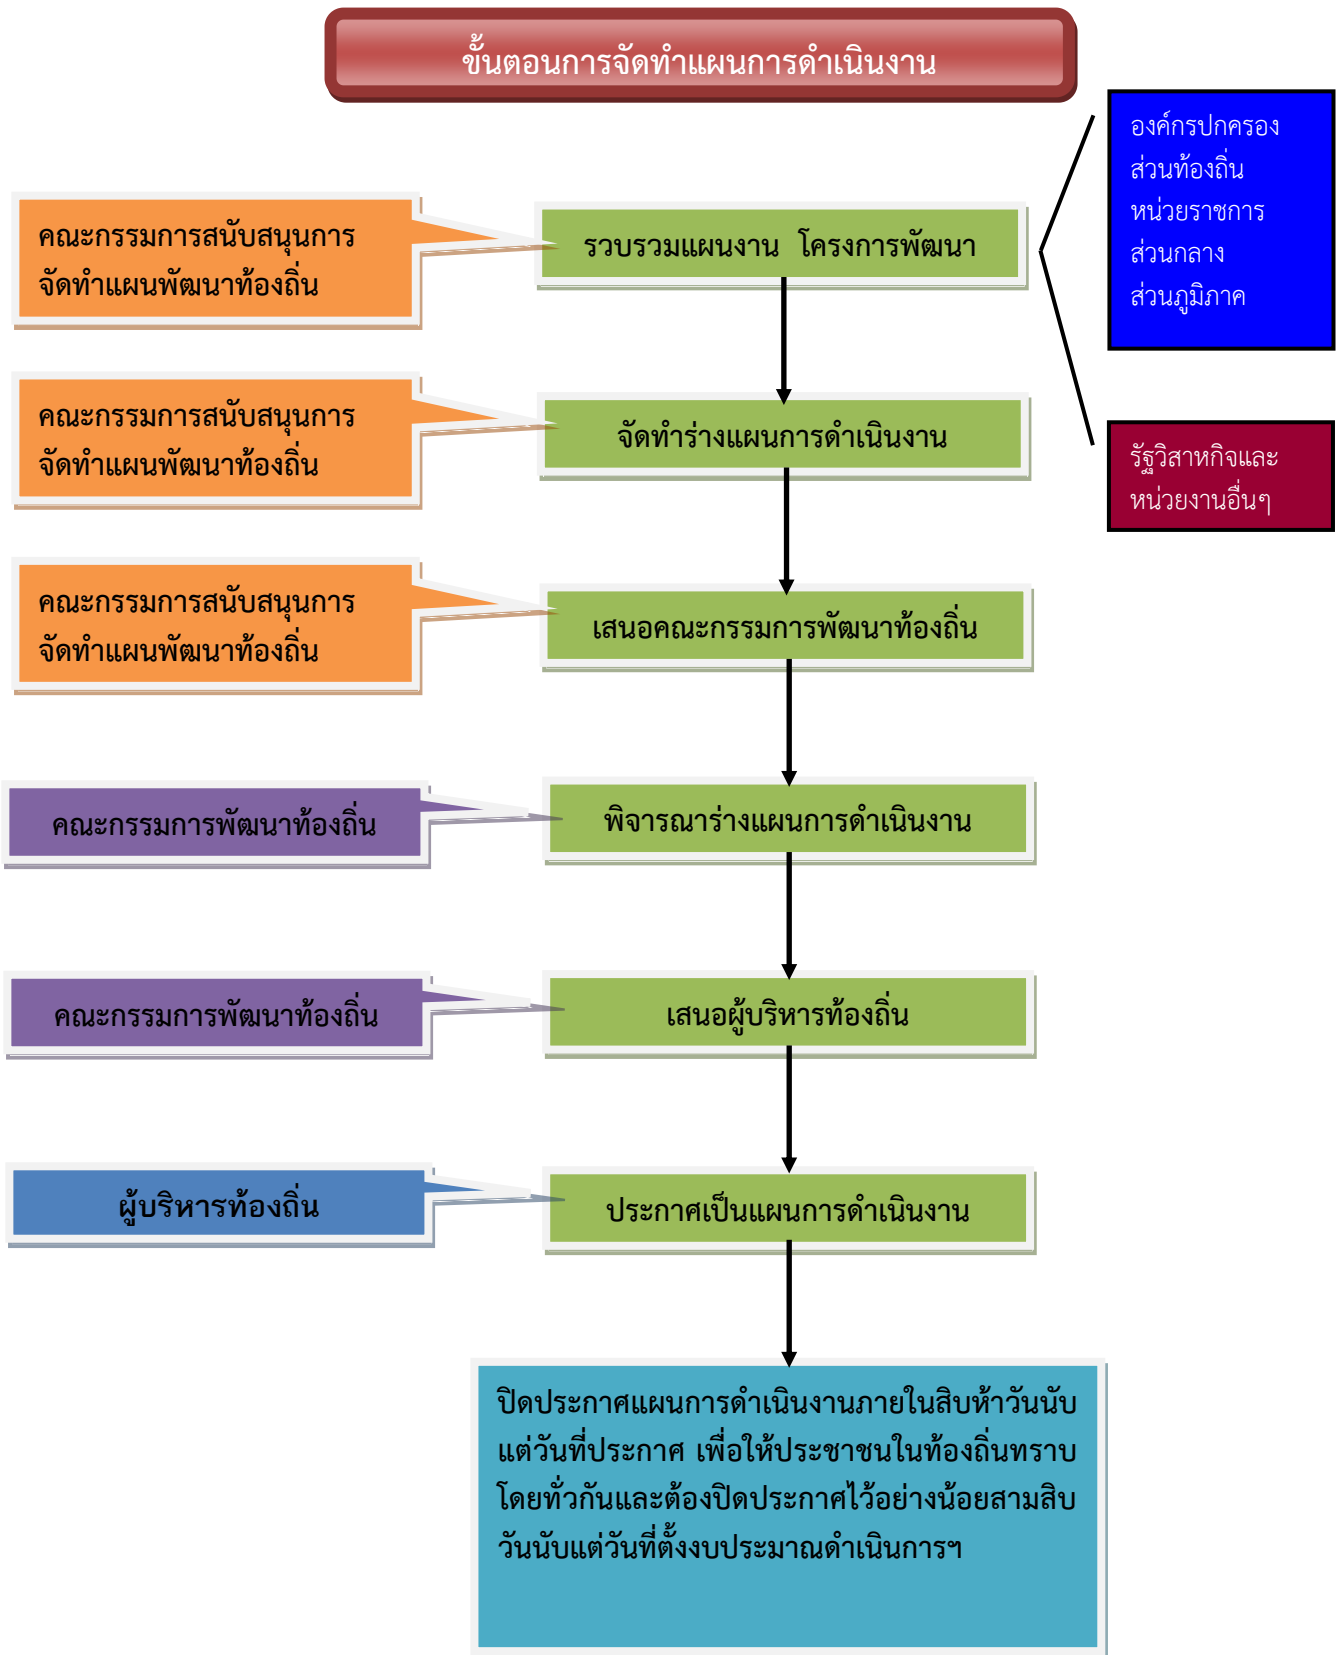 ขั้นตอนการจัดทำแผนการดำเนินงาน
องค์กรปกครอง
ส่วนท้องถิ่น
หน่วยราชการ
ส่วนกลาง
ส่วนภูมิภาค
คณะกรรมการสนับสนุนการ
จัดทำแผนพัฒนาท้องถิ่น
รวบรวมแผนงาน โครงการพัฒนา
คณะกรรมการสนับสนุนการ
จัดทำแผนพัฒนาท้องถิ่น
จัดทำร่างแผนการดำเนินงาน
รัฐวิสาหกิจและ
หน่วยงานอื่นๆ
คณะกรรมการสนับสนุนการ
จัดทำแผนพัฒนาท้องถิ่น
เสนอคณะกรรมการพัฒนาท้องถิ่น
คณะกรรมการพัฒนาท้องถิ่น
พิจารณาร่างแผนการดำเนินงาน
คณะกรรมการพัฒนาท้องถิ่น
เสนอผู้บริหารท้องถิ่น
ผู้บริหารท้องถิ่น
ประกาศเป็นแผนการดำเนินงาน
ปิดประกาศแผนการดำเนินงานภายในสิบห้าวันนับ
แต่วันที่ประกาศ เพื่อให้ประชาชนในท้องถิ่นทราบ
โดยทั่วกันและต้องปิดประกาศไว้อย่างน้อยสามสิบ
วันนับแต่วันที่ตั้งงบประมาณดำเนินการฯ